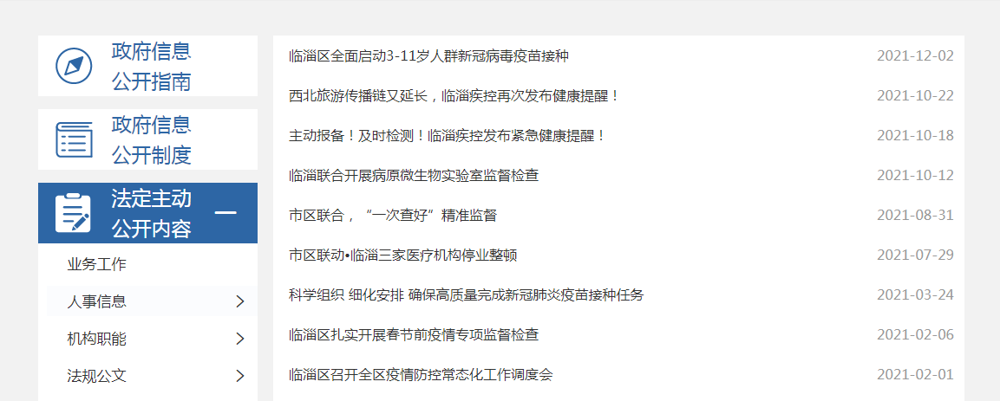 政府信息
公开指南
政府信息
公开制度
法定主动
公开内容
业务工作
人事信息
机构职能
法规公文
临淄区全面启动3-11岁人群新冠病毒疫苗接种 2021-12-02
西北旅游传播链又延长，临淄疾控再次发布健康提醒！ 2021-10-22
主动报备！及时检测！临淄疾控发布紧急健康提醒！ 2021-10-18
临淄联合开展病原微生物实验室监督检查 2021-10-12
市区联合，“一次查好”精准监督 2021-08-31
市区联动•临淄三家医疗机构停业整顿 2021-07-29
科学组织 细化安排 确保高质量完成新冠肺炎疫苗接种任务 2021-03-24
临淄区扎实开展春节前疫情专项监督检查 2021-02-06
临淄区召开全区疫情防控常态化工作调度会 2021-02-01